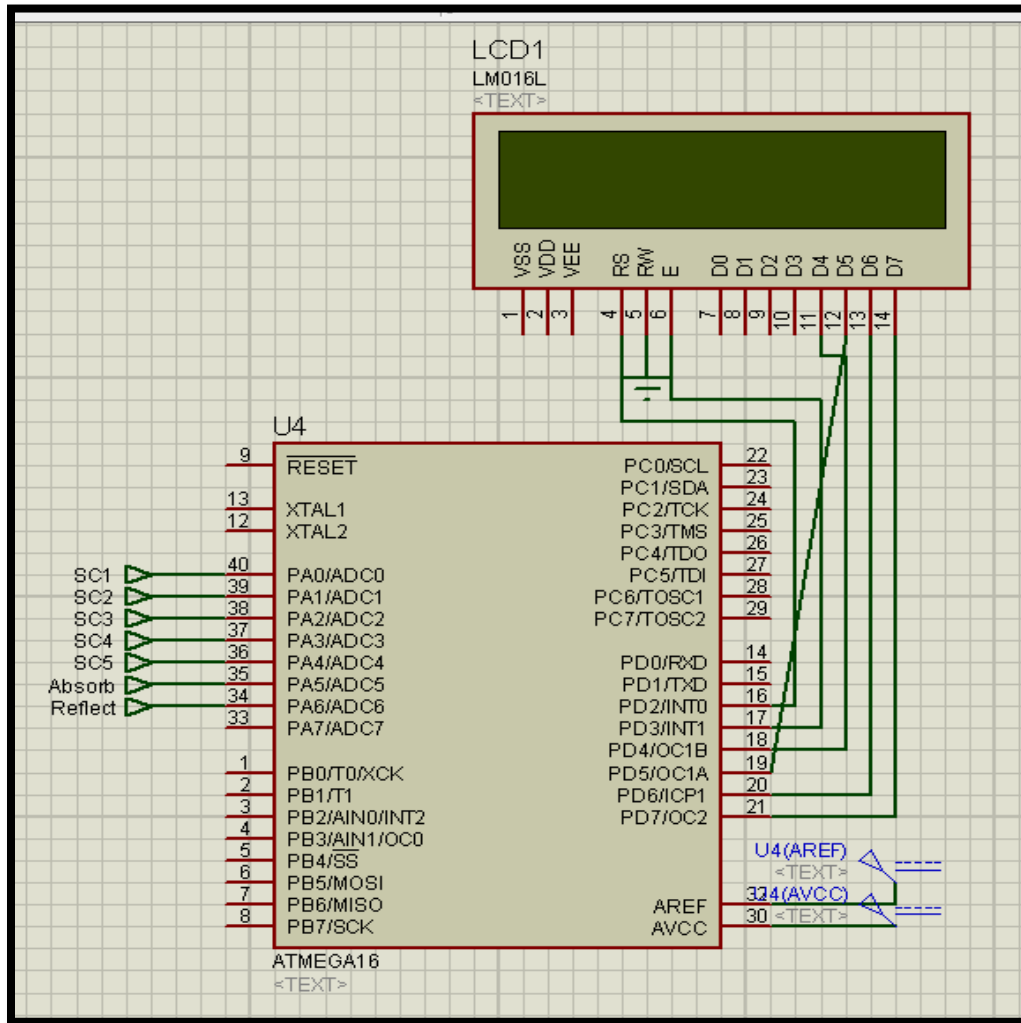 LCD1
LM016L
<TEXT>
VSS VDD VEE RS RW E D0 D1 D2 D3 D4 D5 D6 D7
1 2 3 4 5 6 7 8 9 10 11 12 13 14
U4
9 RESET PC0/SCL 22
PC1/SDA 23
13 XTAL1 PC2/TCK 24
12 XTAL2 PC3/TMS 25
PC4/TDO 26
SC1 40 PA0/ADC0 PC5/TDI 27
SC2 39 PA1/ADC1 PC6/TOSC1 28
SC3 38 PA2/ADC2 PC7/TOSC2 29
SC4 37 PA3/ADC3
SC5 36 PA4/ADC4 PD0/RXD 14
Absorb 35 PA5/ADC5 PD1/TXD 15
Reflect 34 PA6/ADC6 PD2/INT0 16
33 PA7/ADC7 PD3/INT1 17
PD4/OC1B 18
1 PB0/T0/XCK PD5/OC1A 19
2 PB1/T1 PD6/ICP1 20
3 PB2/AIN0/INT2 PD7/OC2 21
4 PB3/AIN1/OC0
5 PB4/SS U4(AREF)
6 PB5/MOSI <TEXT>
7 PB6/MISO AREF 32 U4(AVCC)
8 PB7/SCK AVCC 30 <TEXT>
ATMEGA16
<TEXT>